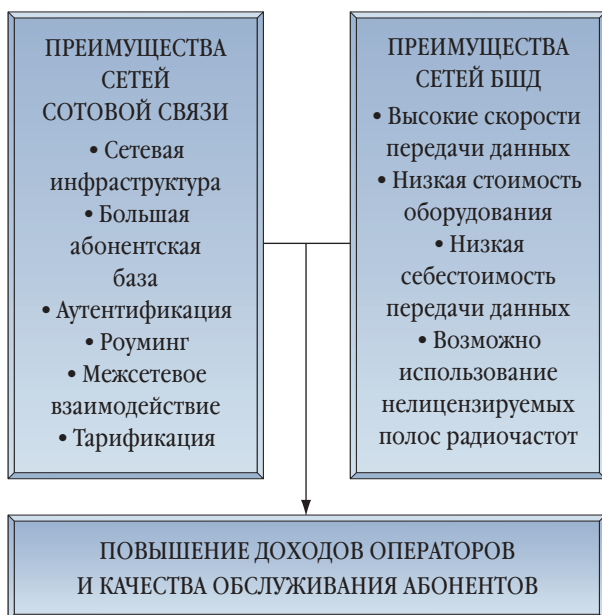 ПРЕИМУЩЕСТВА
СЕТЕЙ
СОТОВОЙ СВЯЗИ
• Сетевая
инфраструктура
• Большая
абонентская
база
• Аутентификация
• Роуминг
• Межсетевое
взаимодействие
• Тарификация
ПРЕИМУЩЕСТВА
СЕТЕЙ БШД
• Высокие скорости
передачи данных
• Низкая стоимость
оборудования
• Низкая
себестоимость
передачи данных
• Возможно
использование
нелицензируемых
полос радиочастот
ПОВЫШЕНИЕ ДОХОДОВ ОПЕРАТОРОВ
И КАЧЕСТВА ОБСЛУЖИВАНИЯ АБОНЕНТОВ